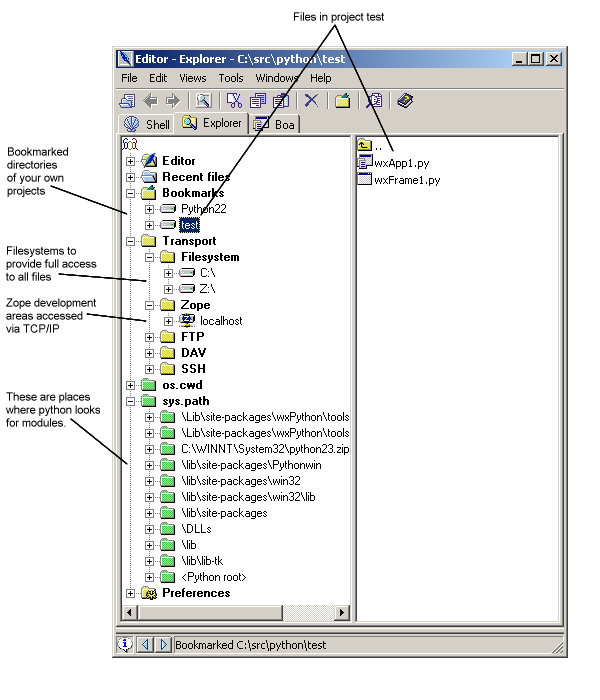 Files in project test
Editor - Explorer - C:\src\python\test
File Edit Views Tools Windows Help
Shell Explorer Boa
Bookmarked
directories
of your own
projects
Filesystems to
provide full access
to all files
Zope development
areas accessed
via TCP/IP
These are places
where python looks
for modules.
Editor
Recent files
Bookmarks
Python22
test
Transport
Filesystem
C:\
Z:\
Zope
localhost
FTP
DAV
SSH
os.cwd
sys.path
\Lib\site-packages\wxPython\tools
\Lib\site-packages\wxPython\tools
C:\WINNT\System32\python23.zip
\lib\site-packages\Pythonwin
\lib\site-packages\win32
\lib\site-packages\win32\lib
\lib\site-packages
\DLLs
\lib
\lib\lib-tk
<Python root>
Preferences
..
wxApp1.py
wxFrame1.py
Bookmarked C:\src\python\test